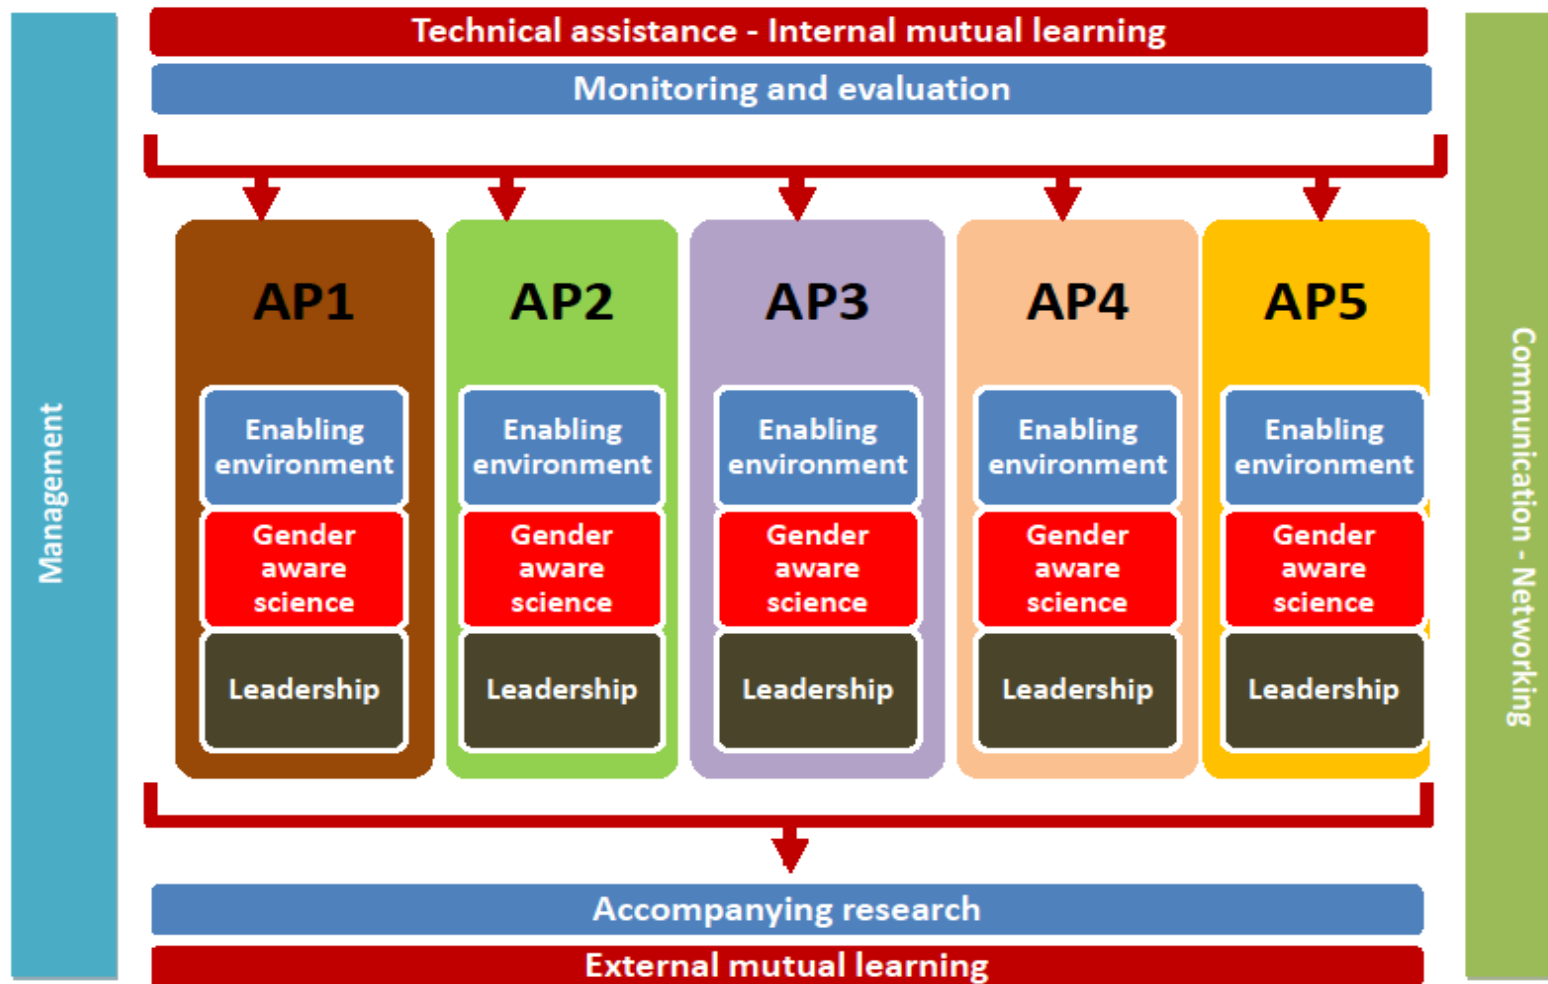 Technical assistance - Internal mutual learning
Monitoring and evaluation
Management
AP1
Enabling
environment
Gender
aware
science
Leadership
AP2
Enabling
environment
Gender
aware
science
Leadership
AP3
Enabling
environment
Gender
aware
science
Leadership
AP4
Enabling
environment
Gender
aware
science
Leadership
AP5
Enabling
environment
Gender
aware
science
Leadership
Communication - Networking
Accompanying research
External mutual learning